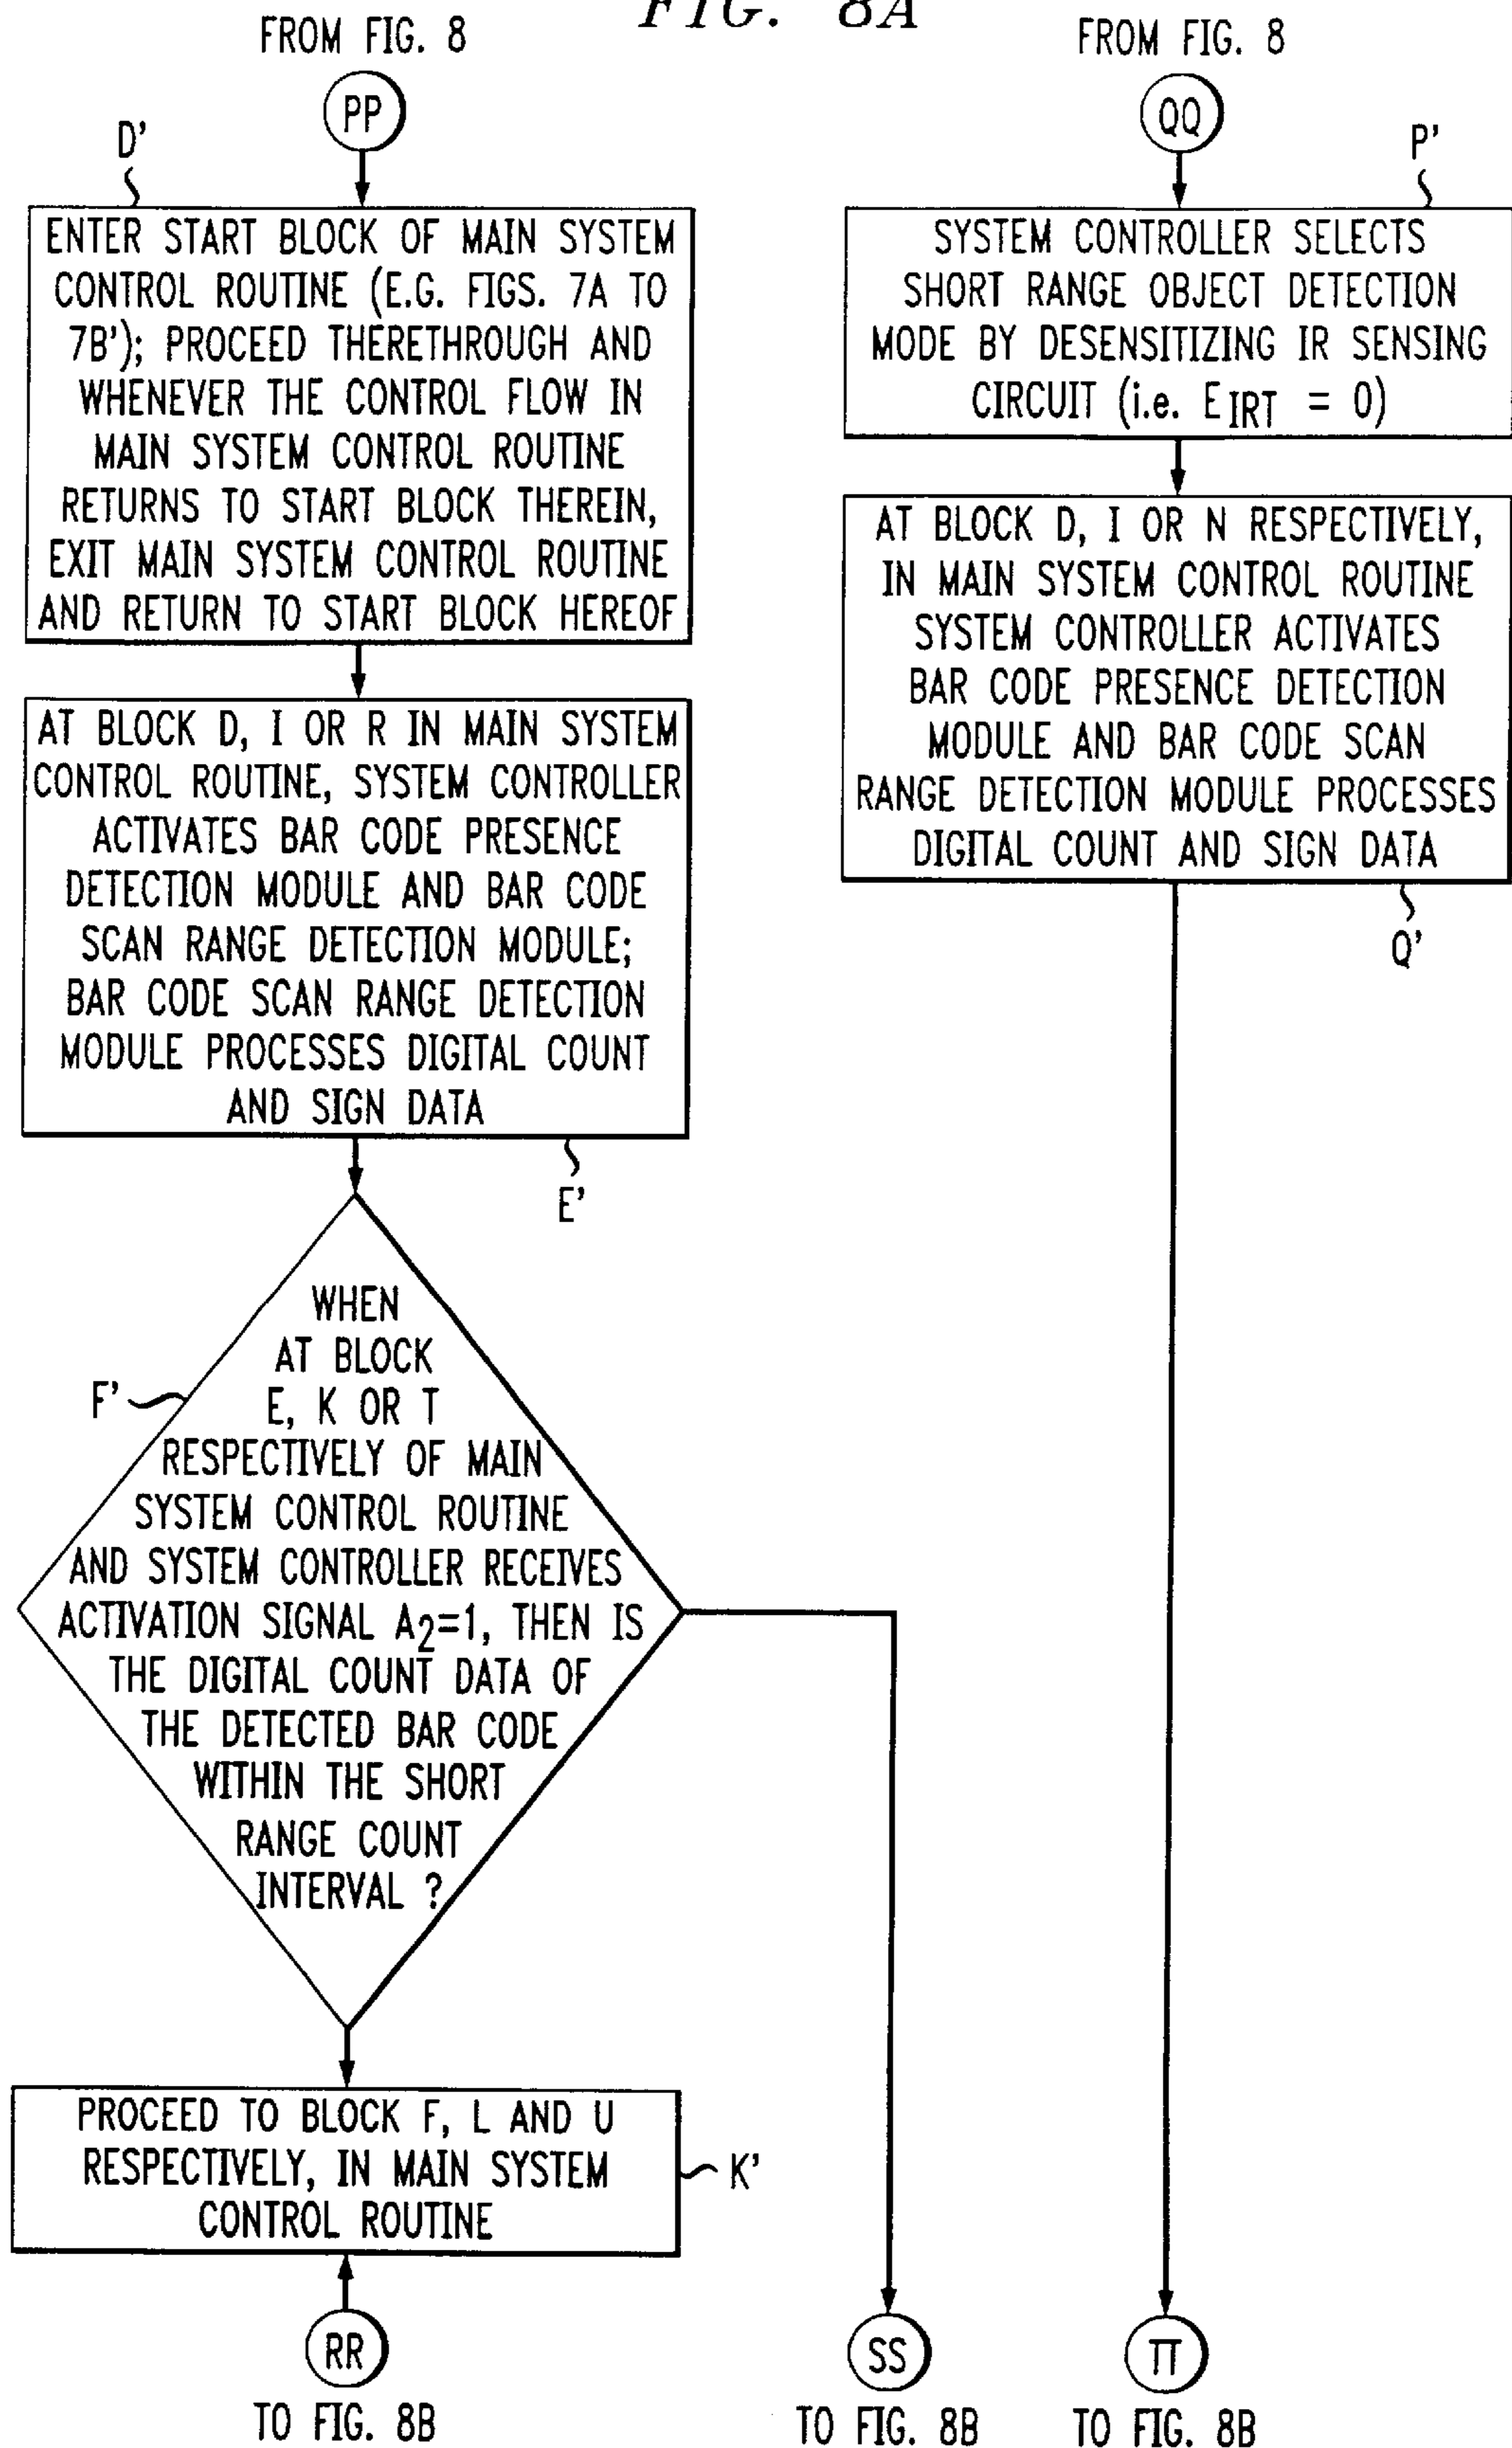 FIG. 8A
FROM FIG. 8
PP
D'
ENTER START BLOCK OF MAIN SYSTEM
CONTROL ROUTINE (E.G. FIGS. 7A TO
7B'); PROCEED THERETHROUGH AND
WHENEVER THE CONTROL FLOW IN
MAIN SYSTEM CONTROL ROUTINE
RETURNS TO START BLOCK THEREIN,
EXIT MAIN SYSTEM CONTROL ROUTINE
AND RETURN TO START BLOCK HEREOF
AT BLOCK D, I OR R IN MAIN SYSTEM
CONTROL ROUTINE, SYSTEM CONTROLLER
ACTIVATES BAR CODE PRESENCE
DETECTION MODULE AND BAR CODE
SCAN RANGE DETECTION MODULE;
BAR CODE SCAN RANGE DETECTION
MODULE PROCESSES DIGITAL COUNT
AND SIGN DATA
E'
F'
WHEN
AT BLOCK
E, K OR T
RESPECTIVELY OF MAIN
SYSTEM CONTROL ROUTINE
AND SYSTEM CONTROLLER RECEIVES
ACTIVATION SIGNAL A2=1, THEN IS
THE DIGITAL COUNT DATA OF
THE DETECTED BAR CODE
WITHIN THE SHORT
RANGE COUNT
INTERVAL ?
PROCEED TO BLOCK F, L AND U
RESPECTIVELY, IN MAIN SYSTEM
CONTROL ROUTINE
K'
RR
TO FIG. 8B
SS
TO FIG. 8B
FROM FIG. 8
QQ
P'
SYSTEM CONTROLLER SELECTS
SHORT RANGE OBJECT DETECTION
MODE BY DESENSITIZING IR SENSING
CIRCUIT (i.e. EIRT = 0)
AT BLOCK D, I OR N RESPECTIVELY,
IN MAIN SYSTEM CONTROL ROUTINE
SYSTEM CONTROLLER ACTIVATES
BAR CODE PRESENCE DETECTION
MODULE AND BAR CODE SCAN
RANGE DETECTION MODULE PROCESSES
DIGITAL COUNT AND SIGN DATA
Q'
TT
TO FIG. 8B